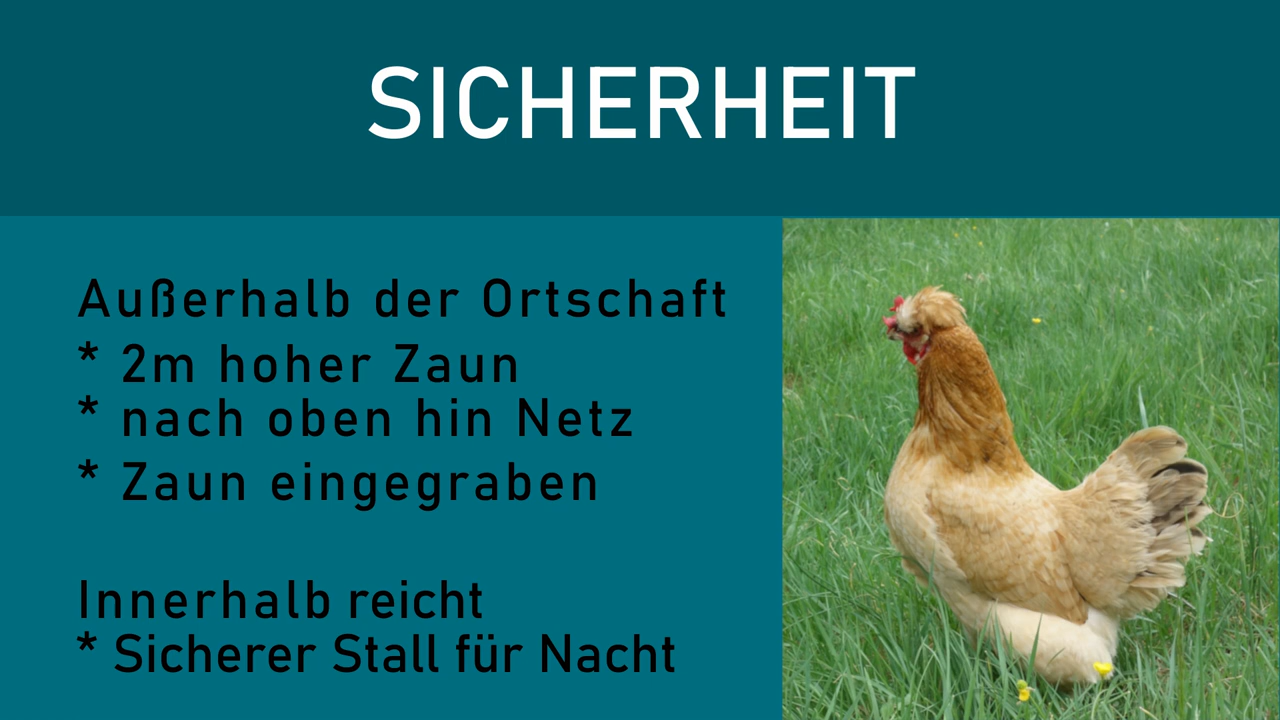 SICHERHEIT
Außerhalb der Ortschaft
* 2m hoher Zaun
* nach oben hin Netz
* Zaun eingegraben
Innerhalb reicht
* Sicherer Stall für Nacht